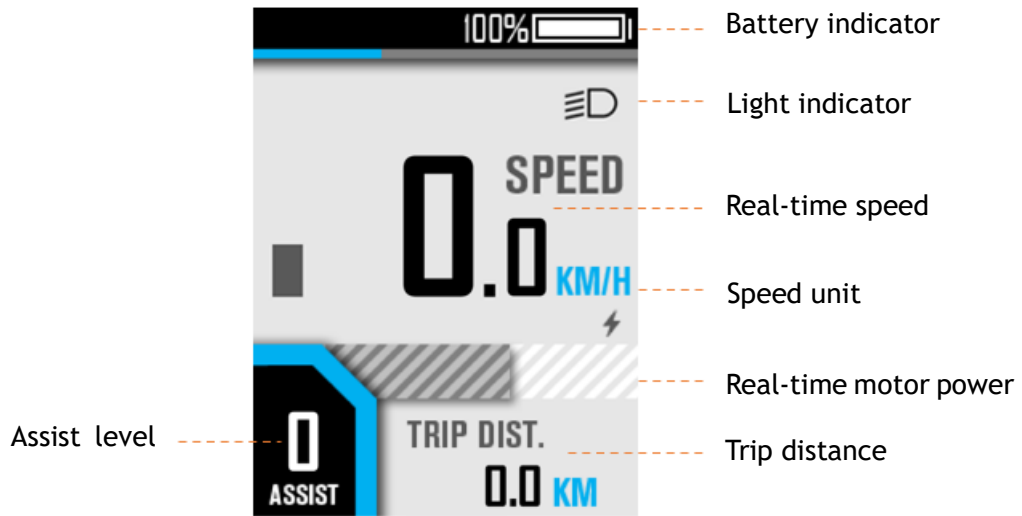 100%
Battery indicator
Light indicator
SPEED
Real-time speed
0.0 KM/H
Speed unit
Real-time motor power
Assist level
0
ASSIST
TRIP DIST.
Trip distance
0.0 KM